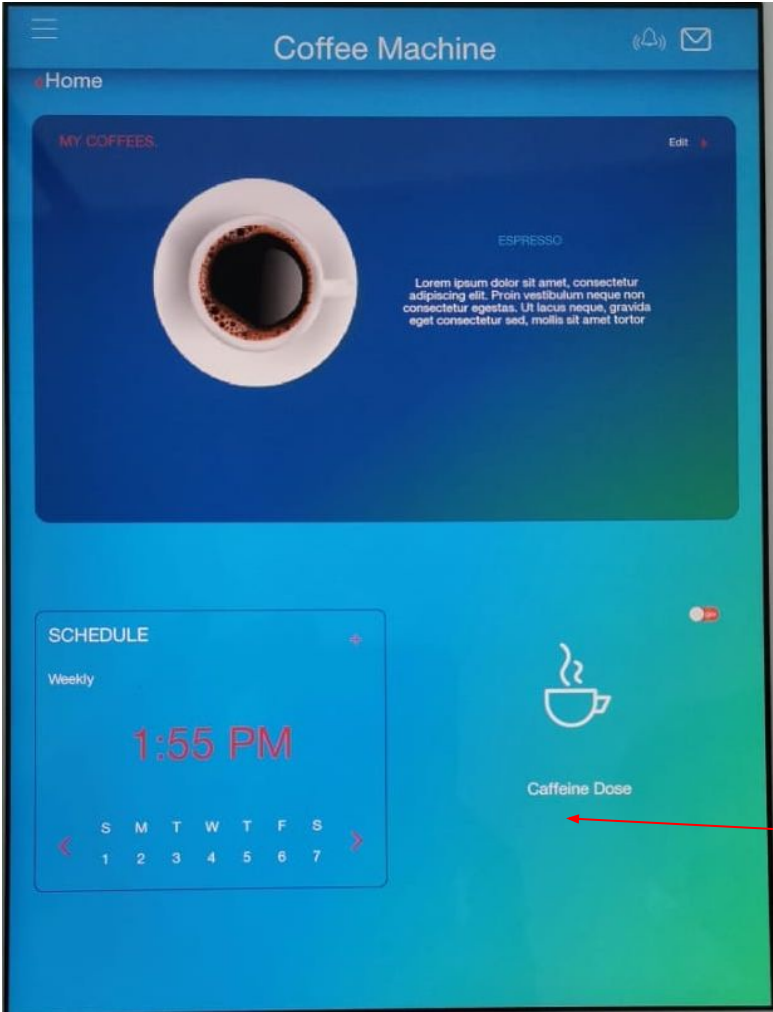 Coffee Machine
Home
MY COFFEES.
Edit
ESPRESSO
Lorem ipsum dolor sit amet, consectetur
adipiscing elit. Proin vestibulum neque non
consectetur egestas. Ut lacus neque, gravida
eget consectetur sed, mollis sit amet tortor
SCHEDULE
Weekly
1:55 PM
S M T W T F S
1 2 3 4 5 6 7
Caffeine Dose